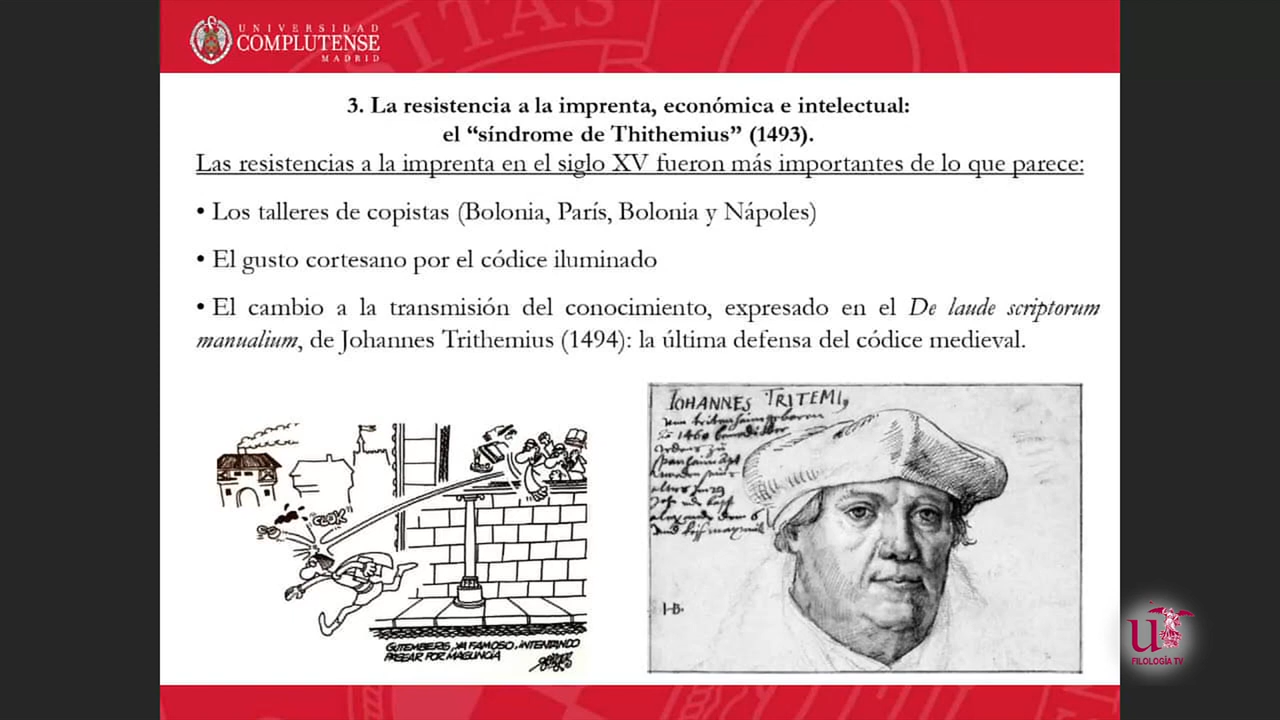 UNIVERSIDAD
COMPLUTENSE
MADRID
3. La resistencia a la imprenta, económica e intelectual:
el “síndrome de Thithemius” (1493).
Las resistencias a la imprenta en el siglo XV fueron más importantes de lo que parece:
• Los talleres de copistas (Bolonia, París, Bolonia y Nápoles)
• El gusto cortesano por el códice iluminado
• El cambio a la transmisión del conocimiento, expresado en el De laude scriptorum
manualium, de Johannes Trithemius (1494): la última defensa del códice medieval.
¡CLOK!
GUTEMBERG, YA FAMOSO, INTENTANDO
PASEAR POR MAGUNCIA
IOHANNES TRITEMI,
1460
HB.
u
FILOLOGÍA TV